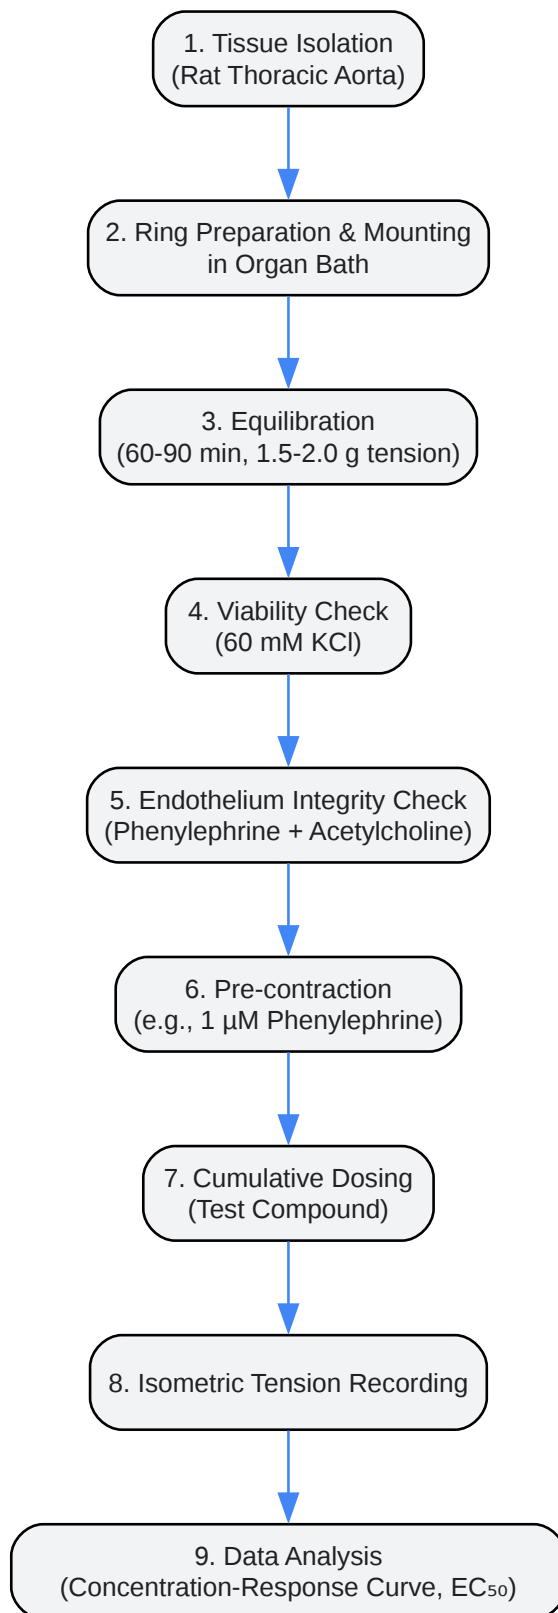 1. Tissue Isolation
(Rat Thoracic Aorta)
2. Ring Preparation & Mounting
in Organ Bath
3. Equilibration
(60-90 min, 1.5-2.0 g tension)
4. Viability Check
(60 mM KCl)
5. Endothelium Integrity Check
(Phenylephrine + Acetylcholine)
6. Pre-contraction
(e.g., 1 µM Phenylephrine)
7. Cumulative Dosing
(Test Compound)
8. Isometric Tension Recording
9. Data Analysis
(Concentration-Response Curve, EC₅₀)